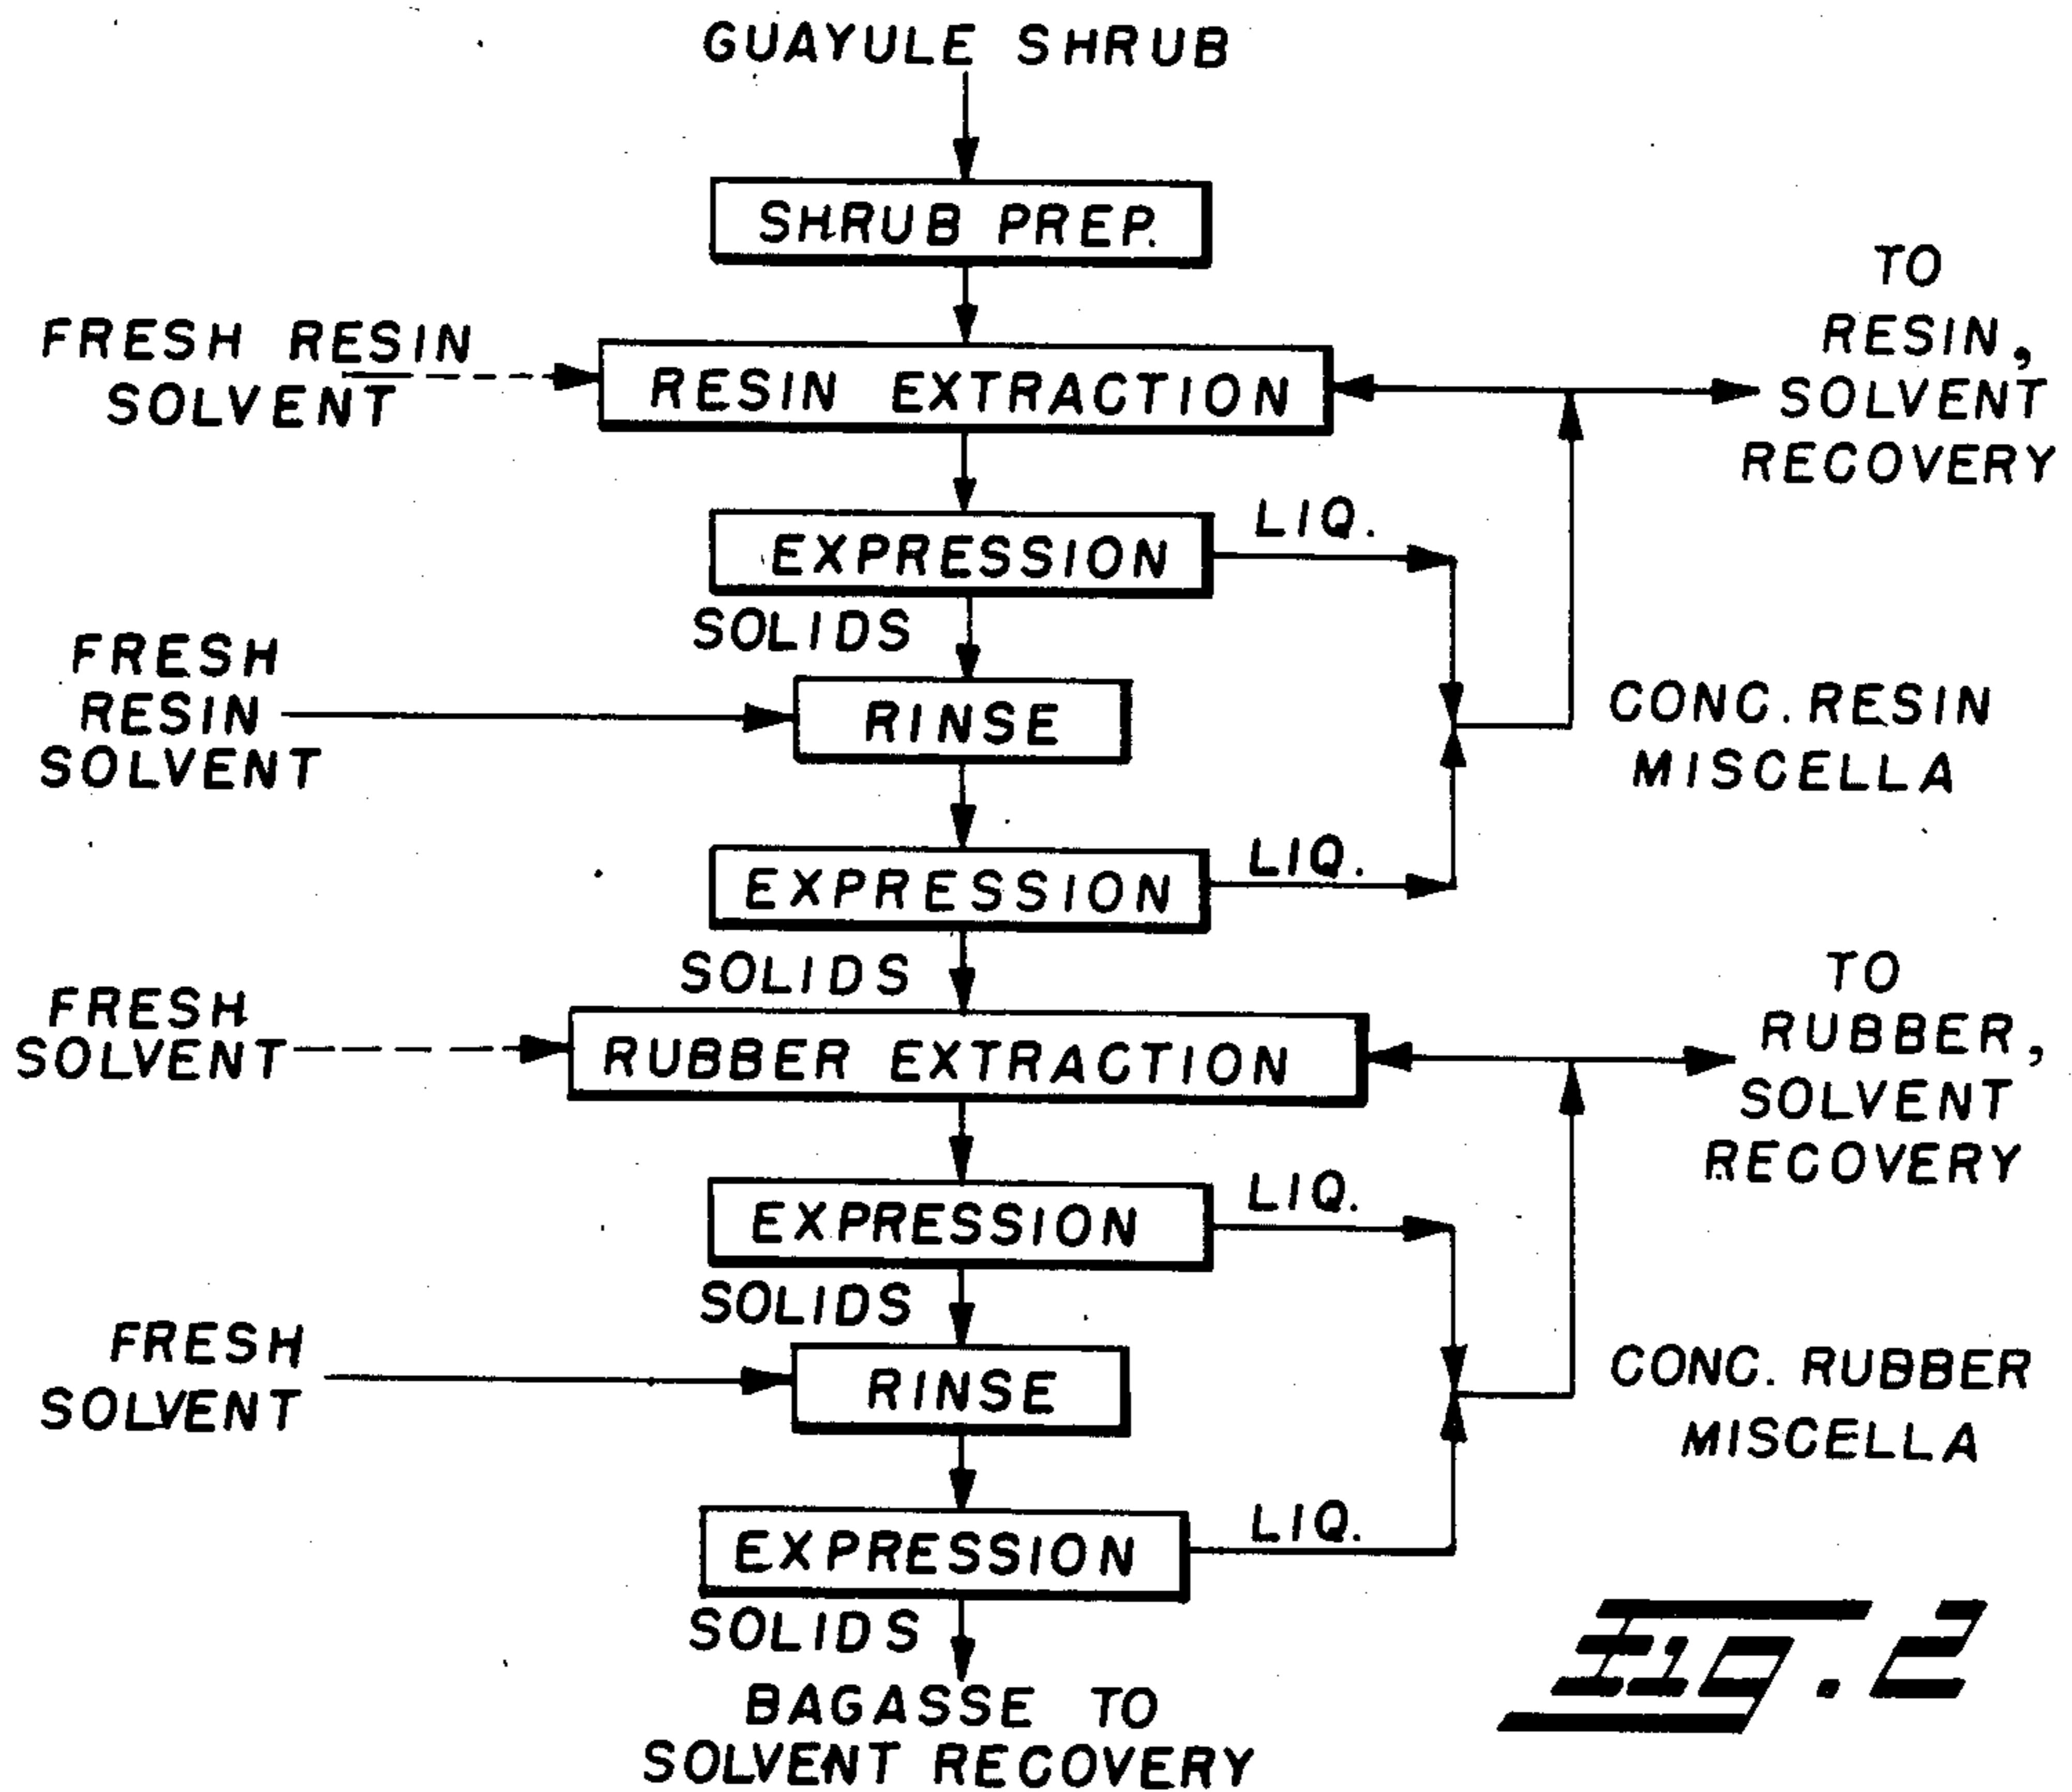 GUAYULE SHRUB
SHRUB PREP.
TO
RESIN,
SOLVENT
RECOVERY
FRESH RESIN
SOLVENT
RESIN EXTRACTION
EXPRESSION
LIQ.
SOLIDS
FRESH
RESIN
SOLVENT
RINSE
CONC. RESIN
MISCELLA
EXPRESSION
LIQ.
SOLIDS
TO
RUBBER,
SOLVENT
RECOVERY
FRESH
SOLVENT
RUBBER EXTRACTION
EXPRESSION
LIQ.
SOLIDS
FRESH
SOLVENT
RINSE
CONC. RUBBER
MISCELLA
EXPRESSION
LIQ.
SOLIDS
BAGASSE TO
SOLVENT RECOVERY
Fig. 2